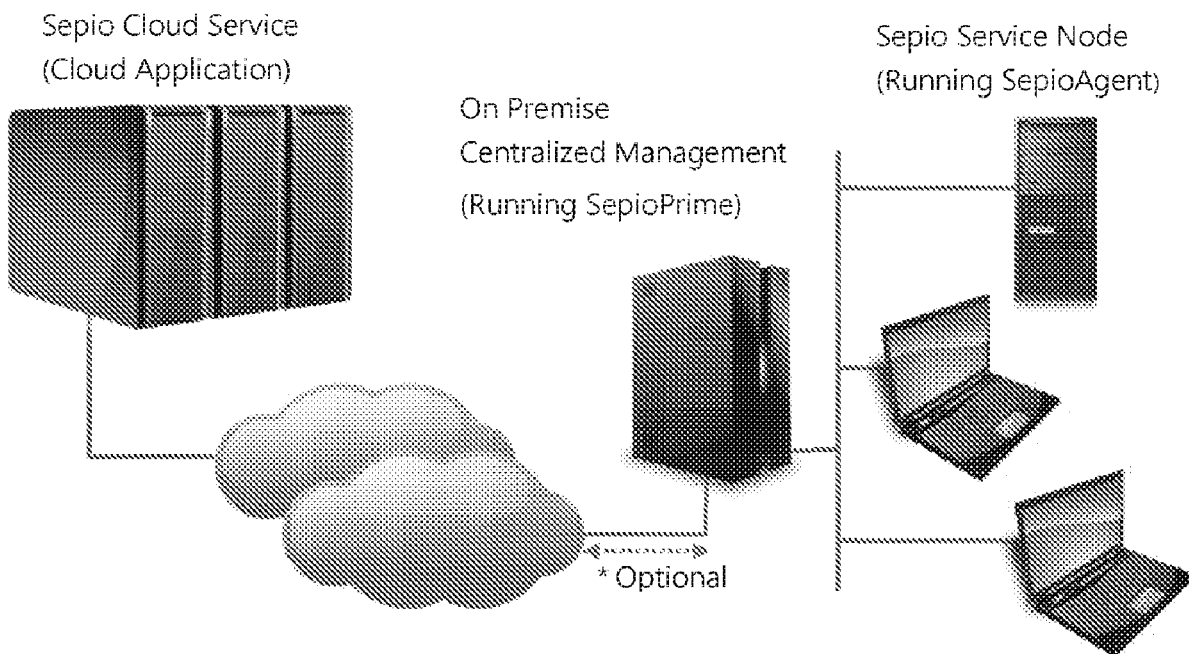 Sepio Cloud Service
(Cloud Application)
On Premise
Centralized Management
(Running SepioPrime)
Sepio Service Node
(Running SepioAgent)
* Optional